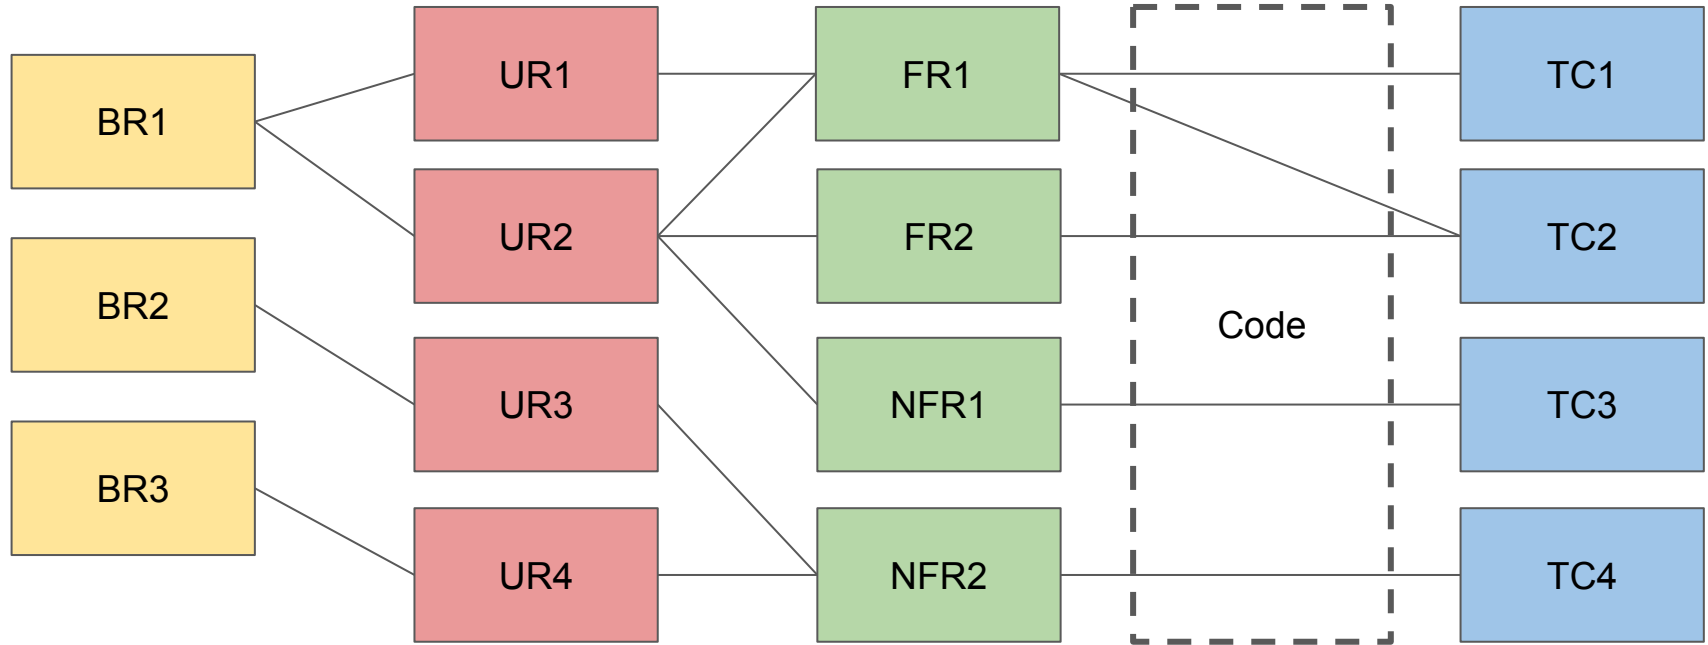 BR1
BR2
BR3
UR1
UR2
UR3
UR4
FR1
FR2
NFR1
NFR2
Code
TC1
TC2
TC3
TC4